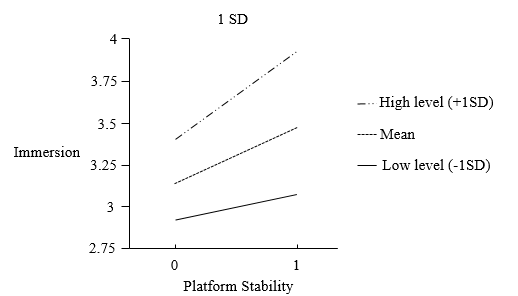 1 SD
4
3.75
3.5
3.25
3
2.75
Immersion
0 1
Platform Stability
High level (+1SD)
Mean
Low level (-1SD)